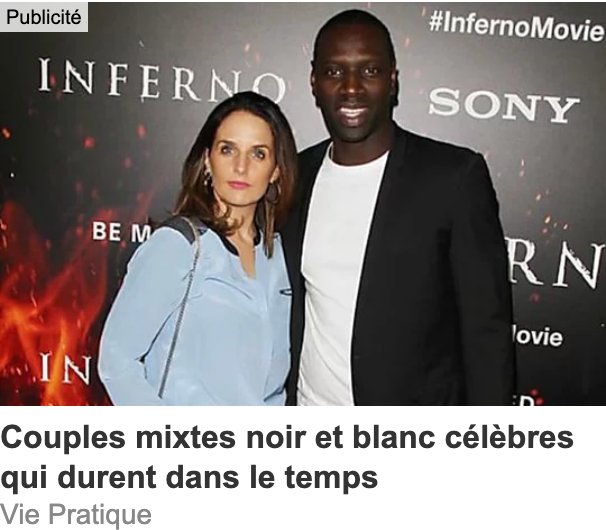 Publicité
#InfernoMovie
INFERNO
SONY
BE M
RN
ovie
IN
Couples mixtes noir et blanc célèbres
qui durent dans le temps
Vie Pratique